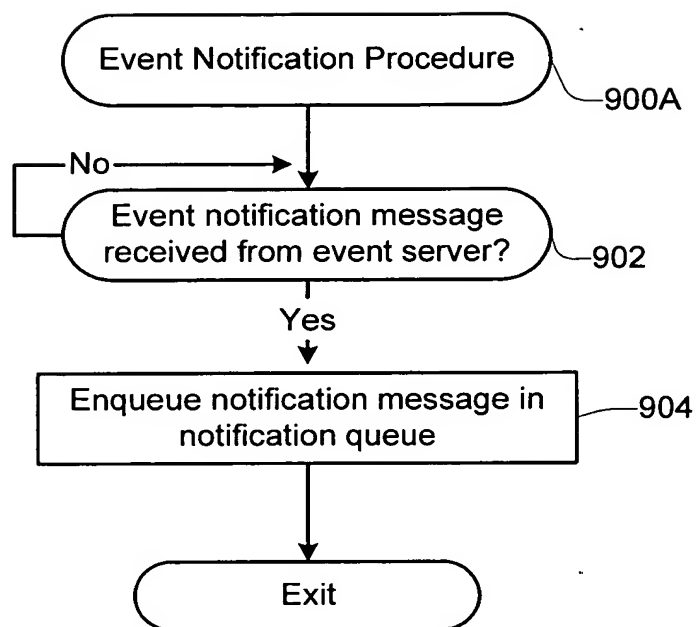 Event Notification Procedure
900A
No
Event notification message
received from event server?
902
Yes
Enqueue notification message in
notification queue
904
Exit